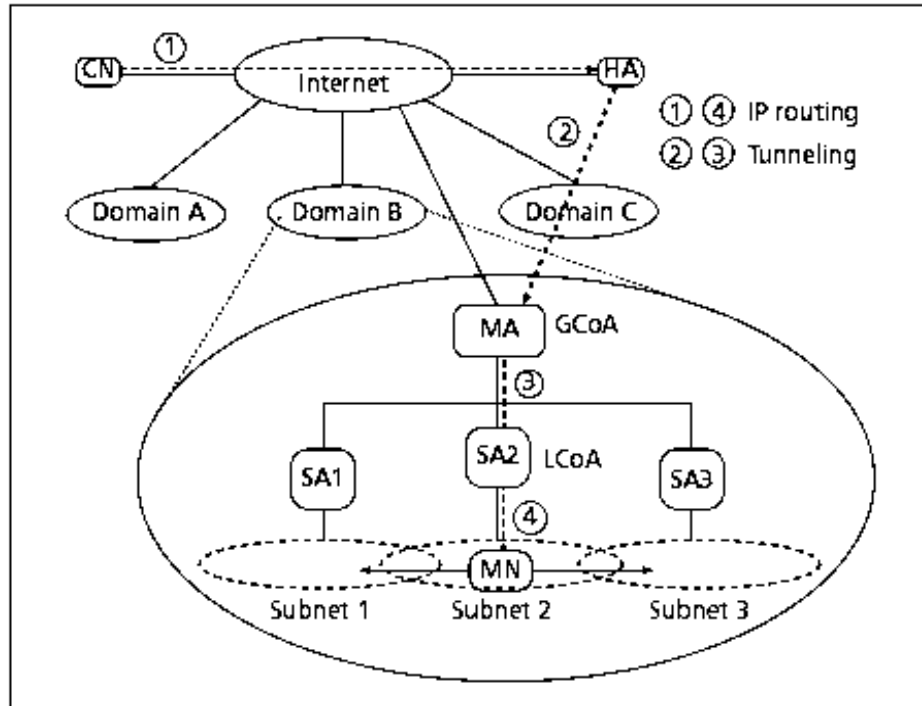 ①
CN
Internet
HA
②
① ④ IP routing
② ③ Tunneling
Domain A
Domain B
Domain C
MA
GCoA
③
SA1
SA2
LCoA
SA3
④
MN
Subnet 1
Subnet 2
Subnet 3